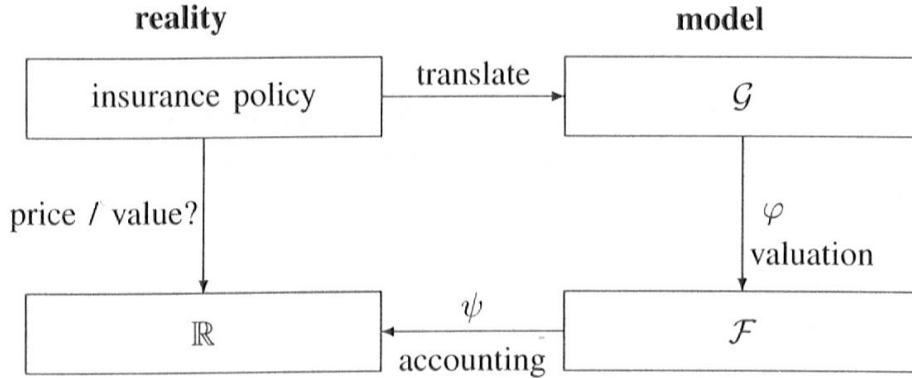 reality
model
insurance policy
translate
𝒢
price / value?
φ
valuation
ℝ
ψ
accounting
ℱ